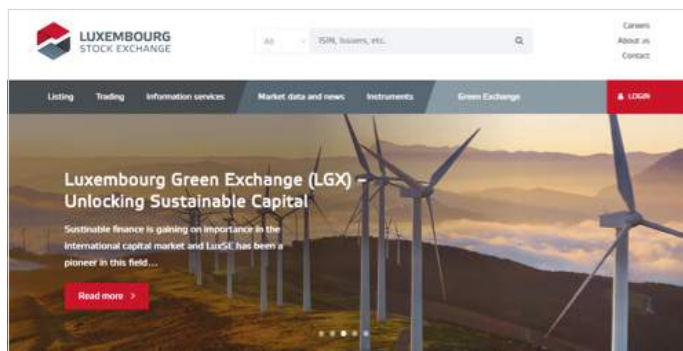 LUXEMBOURG
STOCK EXCHANGE
All
ISIN, Issuers, etc.
Careers
About us
Contact
Listing Trading Information services Market data and news Instruments Green Exchange LOGIN
Luxembourg Green Exchange (LGX) –
Unlocking Sustainable Capital
Sustinable finance is gaining on importance in the
international capital market and LuxSE has been a
pioneer in this field...
Read more